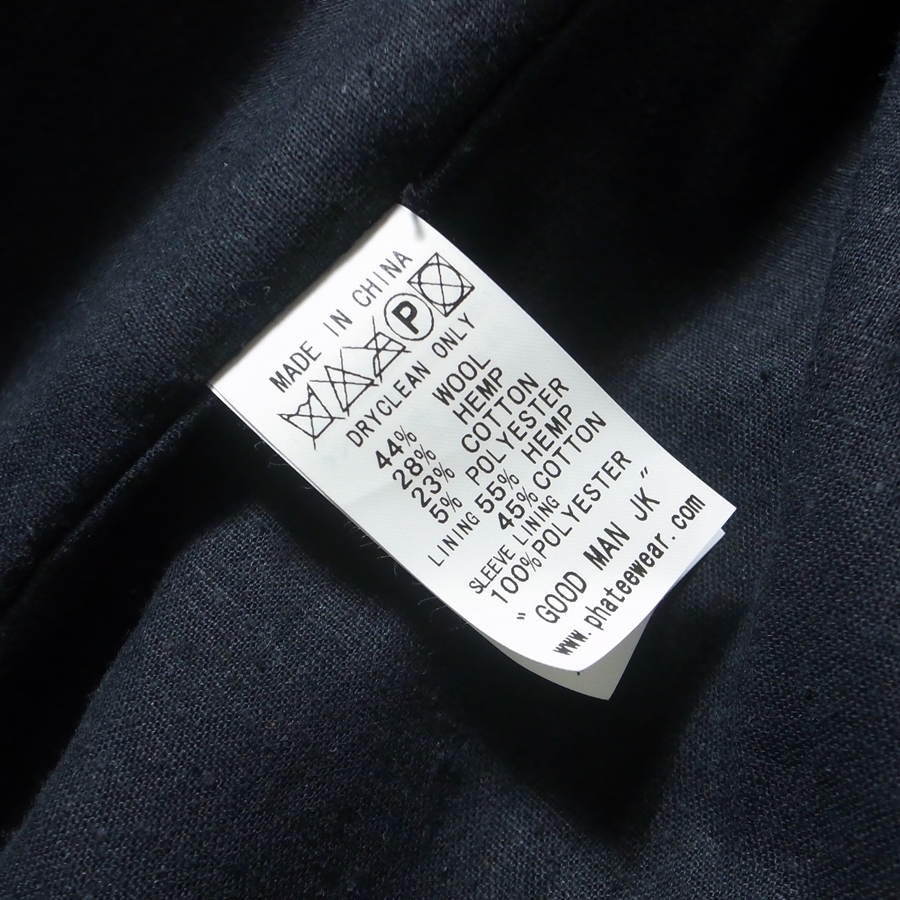 MADE IN CHINA
P
DRYCLEAN ONLY
44% WOOL
28% HEMP
23% COTTON
5% POLYESTER
LINING 55% HEMP
45% COTTON
SLEEVE LINING
100% POLYESTER
"GOOD MAN JK"
www.phateewear.com